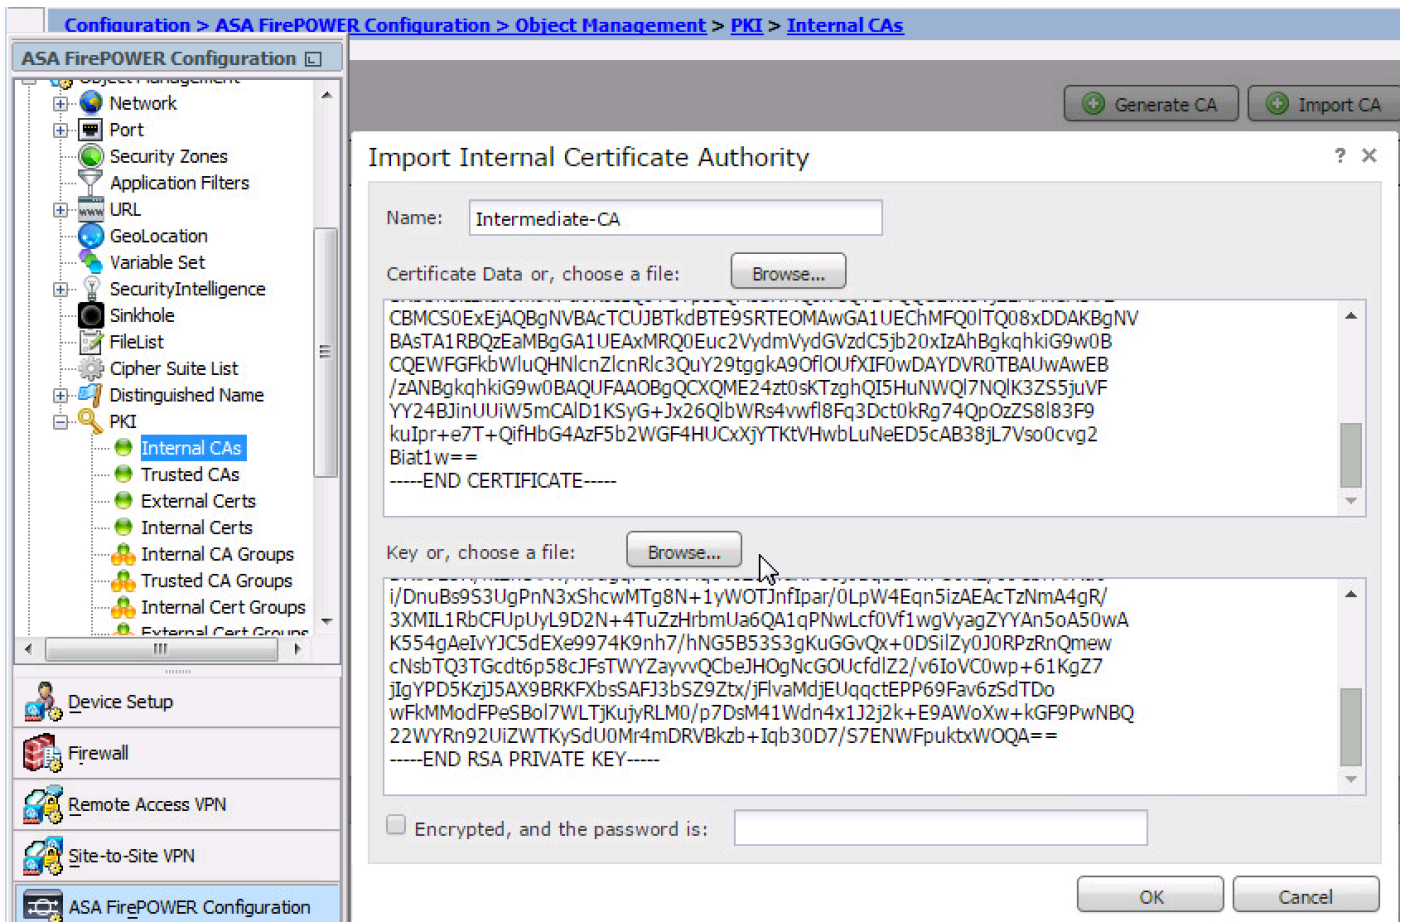 Configuration > ASA FirePOWER Configuration > Object Management > PKI > Internal CAs
ASA FirePOWER Configuration
Object Management
Network
Port
Security Zones
Application Filters
URL
GeoLocation
Variable Set
SecurityIntelligence
Sinkhole
FileList
Cipher Suite List
Distinguished Name
PKI
Internal CAs
Trusted CAs
External Certs
Internal Certs
Internal CA Groups
Trusted CA Groups
Internal Cert Groups
External Cert Groups
Device Setup
Firewall
Remote Access VPN
Site-to-Site VPN
ASA FirePOWER Configuration
Generate CA
Import CA
Import Internal Certificate Authority
? ×
Name: Intermediate-CA
Certificate Data or, choose a file: Browse...
CBMCS0ExEjAQBgNVBAcTCUJBTkdBTE9SRTEOMAwGA1UEChMFQ0lTQ08xDDAKBgNV
BAsTA1RBQzEaMBgGA1UEAxMRQ0Euc2VydmVydGVzdC5jb20xIzAhBgkqhkiG9w0B
CQEWFGFkbWluQHNlcnZlcnRlc3QuY29tggkA9OflOUfXIF0wDAYDVR0TBAUwAwEB
/zANBgkqhkiG9w0BAQUFAAOBgQCXQME24zt0sKTzghQI5HuNWQl7NQlK3ZS5juVF
YY24BJinUUiW5mCAlD1KSyG+Jx26QlbWRs4vwfl8Fq3Dct0kRg74QpOzZS8l83F9
kuIpr+e7T+QifHbG4AzF5b2WGF4HUCxXjYTKtVHwbLuNeED5cAB38jL7Vso0cvg2
Biat1w==
-----END CERTIFICATE-----
Key or, choose a file: Browse...
i/DnuBs9S3UgPnN3xShcwMTg8N+1yWOTJnfIpar/0LpW4Eqn5izAEAcTzNmA4gR/
3XMIL1RbCFUpUyL9D2N+4TuZzHrbmUa6QA1qPNwLcf0Vf1wgVyagZYYAn5oA50wA
K554gAeIvYJC5dEXe9974K9nh7/hNG5B53S3gKuGGvQx+0DSilZy0J0RPzRnQmew
cNsbTQ3TGcdt6p58cJFsTWYZayvvQCbeJHOgNcGOUcfdlZ2/v6IoVC0wp+61KgZ7
jIgYPD5KzjJ5AX9BRKFXbsSAFJ3bSZ9Ztx/jFlvaMdjEUqqctEPP69Fav6zSdTDo
wFkMModFPeSBol7WLTjKujyRLM0/p7DsM41Wdn4x1J2j2k+E9AWoXw+kGF9PwNBQ
22WYRn92UiZWTKySdU0Mr4mDRVBkzb+Iqb30D7/S7ENWFpuktxWOQA==
-----END RSA PRIVATE KEY-----
Encrypted, and the password is:
OK
Cancel